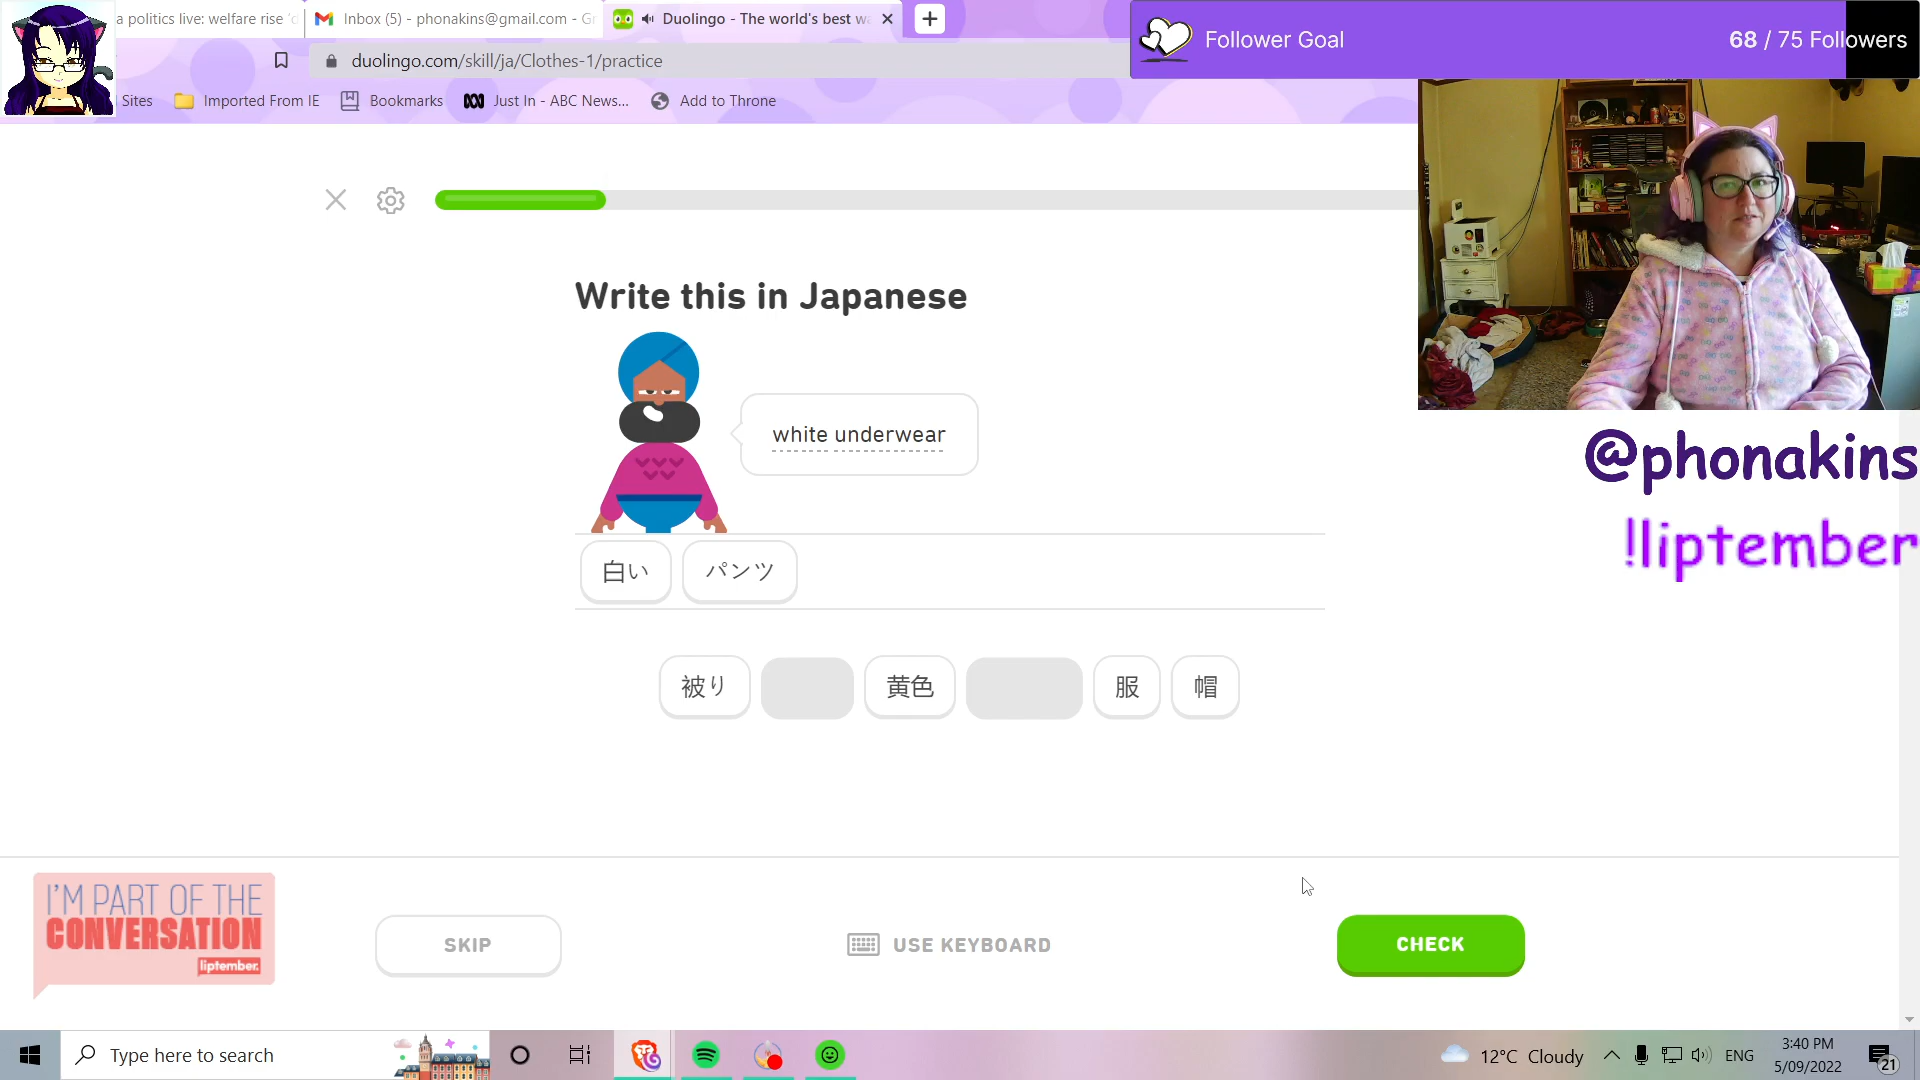 a politics live: welfare rise 'd
Inbox (5) - phonakins@gmail.com - Gr
Duolingo - The world's best wa
Follower Goal
68 / 75 Followers
duolingo.com/skill/ja/Clothes-1/practice
Sites
Imported From IE
Bookmarks
Just In - ABC News...
Add to Throne
Write this in Japanese
white underwear
@phonakins
!liptember
白い
パンツ
被り
黄色
服
帽
I'M PART OF THE
CONVERSATION
liptember.
SKIP
USE KEYBOARD
CHECK
Type here to search
12°C Cloudy
ENG
3:40 PM
5/09/2022
21